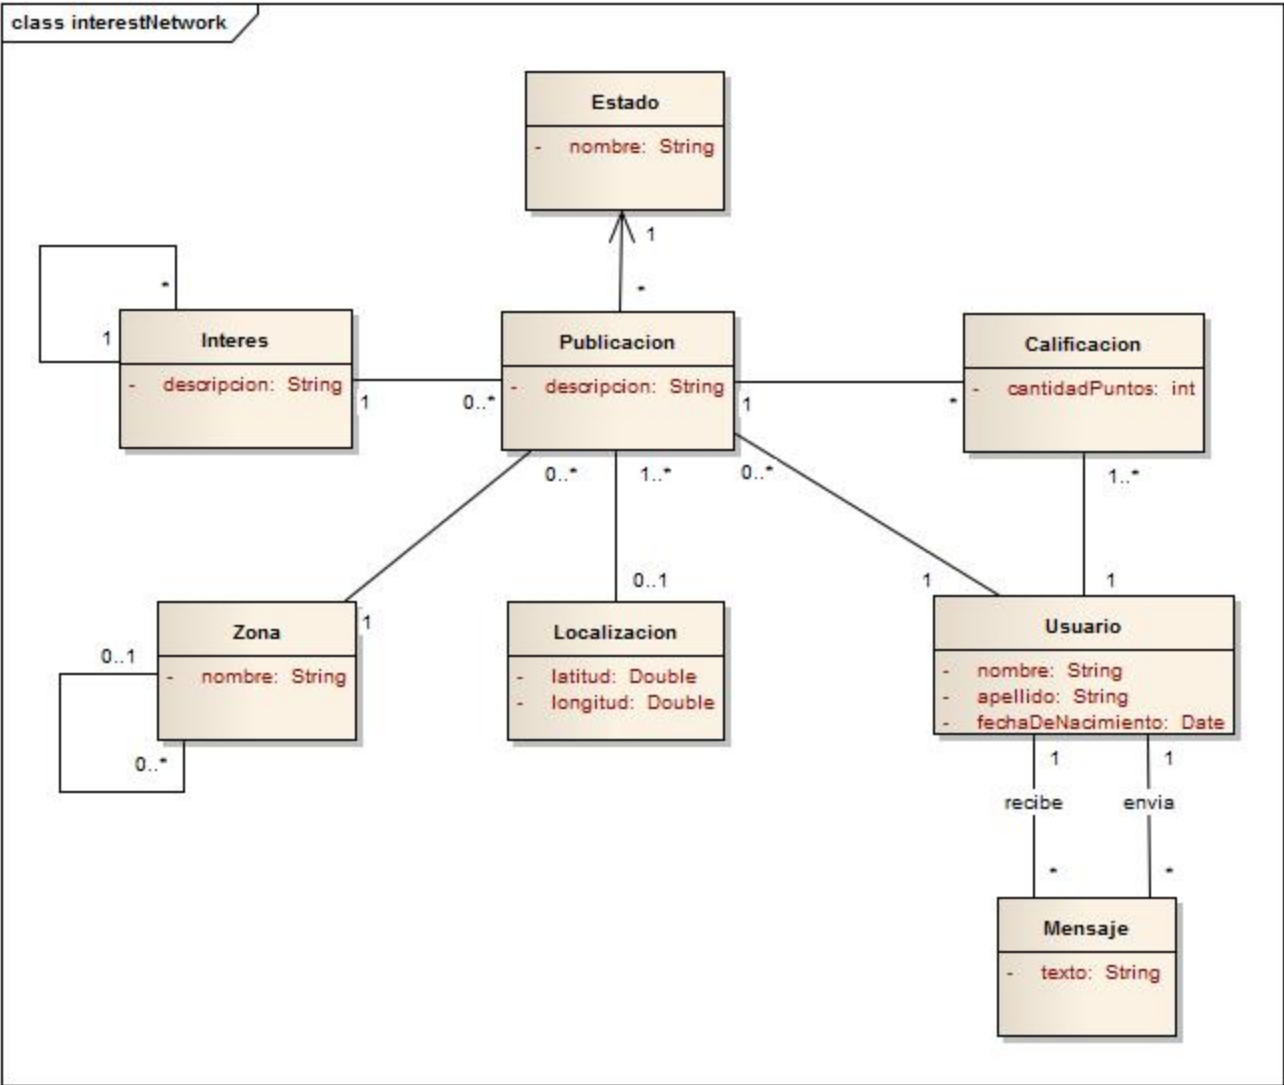 class interestNetwork
Estado
- nombre: String
1
*
*
1
Interes
- descripcion: String
1
0..*
Publicacion
- descripcion: String
1
*
Calificacion
- cantidadPuntos: int
0..*
1..*
0..*
1..*
1
0..1
1
1
Zona
- nombre: String
0..1
0..*
Localizacion
- latitud: Double
- longitud: Double
Usuario
- nombre: String
- apellido: String
- fechaDeNacimiento: Date
1
1
recibe
envia
*
*
Mensaje
- texto: String